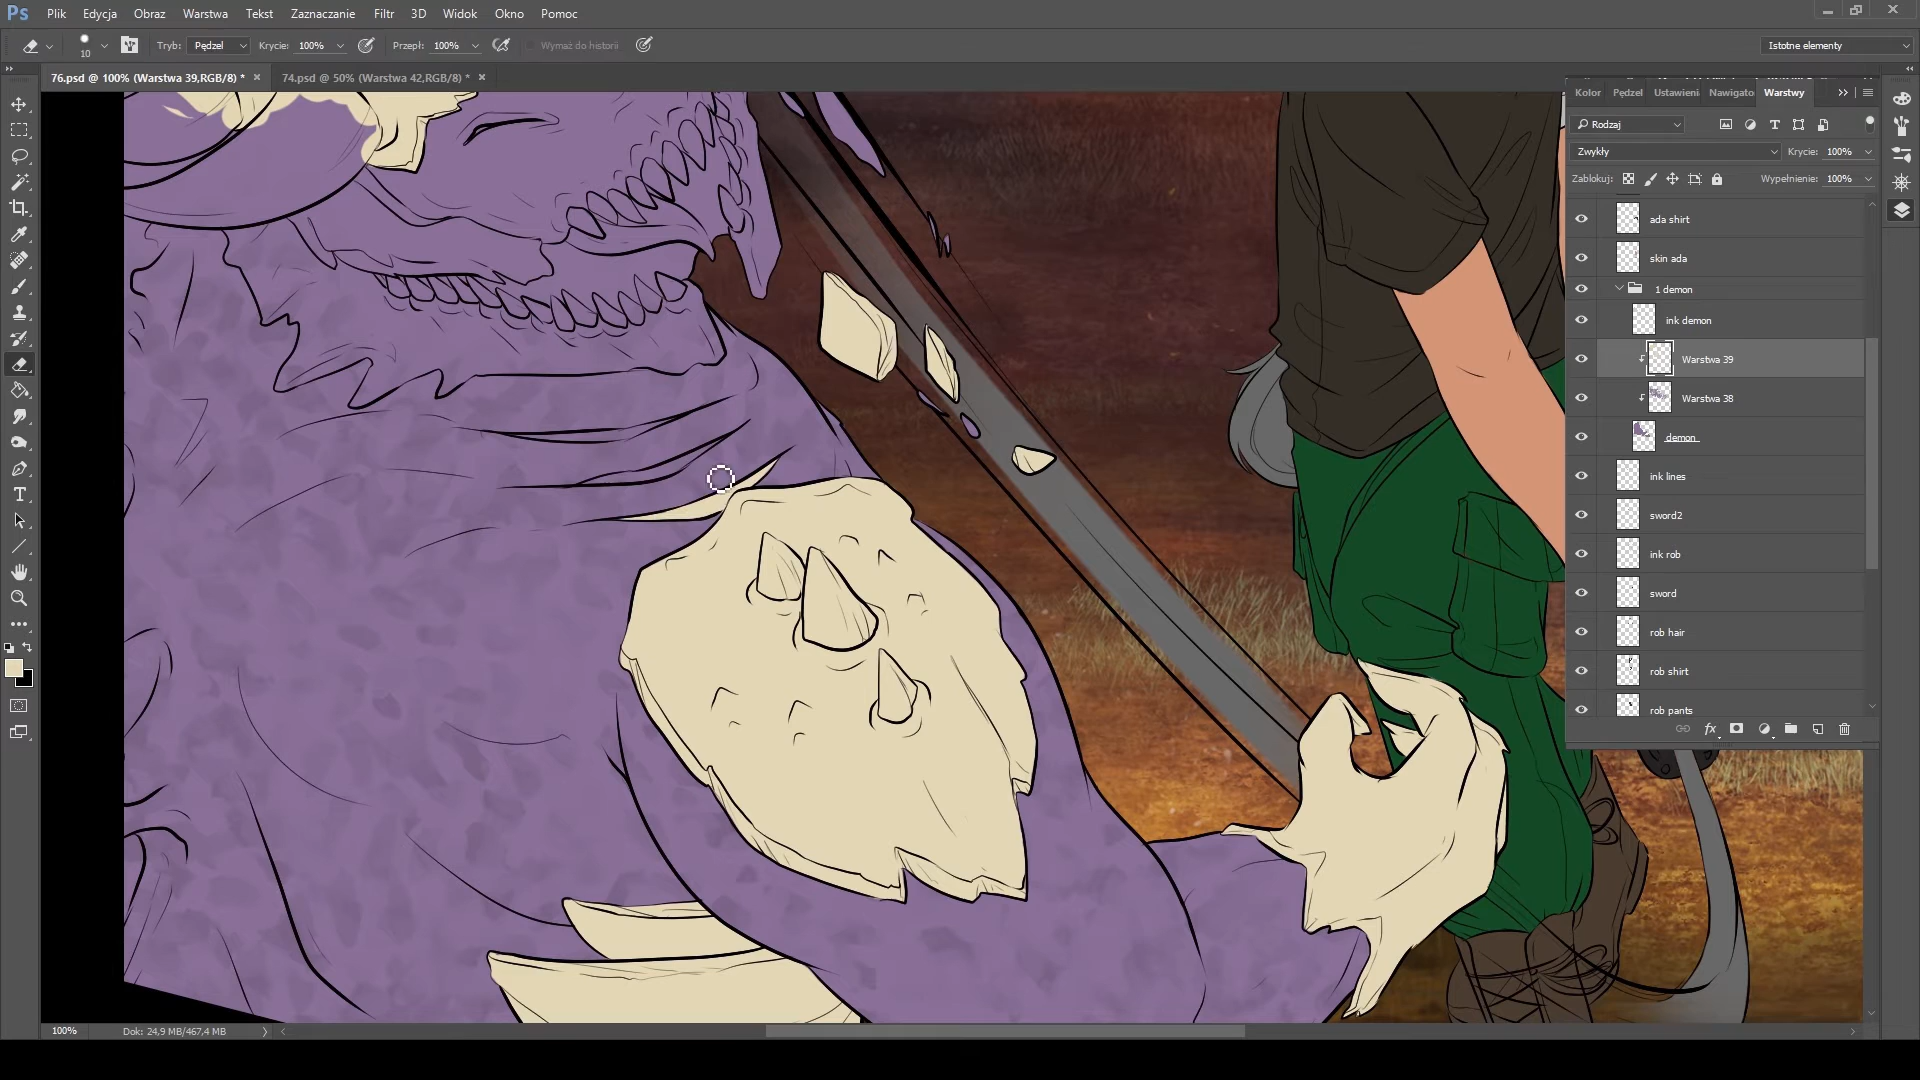 Ps Plik Edycja Obraz Warstwa Tekst Zaznaczanie Filtr 3D Widok Okno Pomoc
10 Tryb: Pędzel Krycie: 100% Przepł: 100% Wymaż do historii Istotne elementy
76.psd @ 100% (Warstwa 39,RGB/8) * 74.psd @ 50% (Warstwa 42,RGB/8) *
Kolor Pędzel Ustawieni Nawigato Warstwy
Rodzaj
Zwykły Krycie: 100%
Zablokuj: Wypełnienie: 100%
ada shirt
skin ada
1 demon
ink demon
Warstwa 39
Warstwa 38
demon
ink lines
sword2
ink rob
sword
rob hair
rob shirt
rob pants
fx
100% Dok: 24,9 MB/467,4 MB